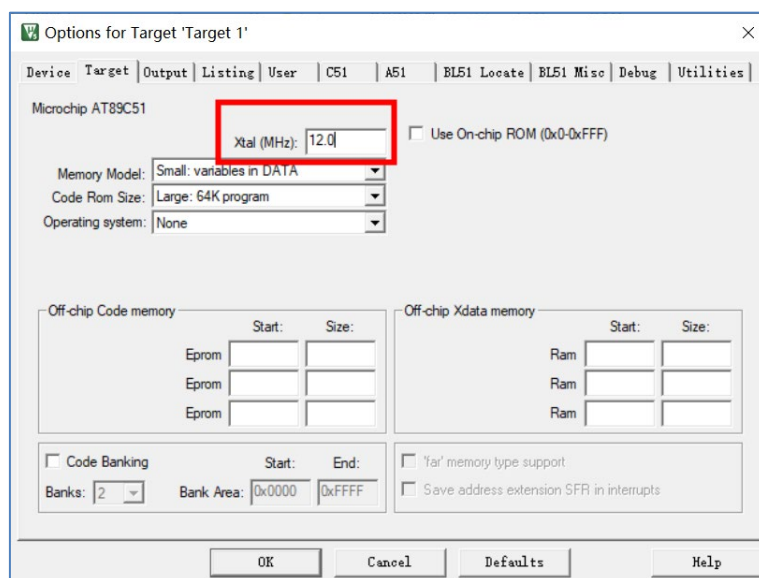 Options for Target 'Target 1'
Device Target Output Listing User C51 A51 BL51 Locate BL51 Misc Debug Utilities
Microchip AT89C51
Xtal (MHz): 12.0 Use On-chip ROM (0x0-0xFFF)
Memory Model: Small: variables in DATA
Code Rom Size: Large: 64K program
Operating system: None
Off-chip Code memory
Start: Size:
Eprom
Eprom
Eprom
Off-chip Xdata memory
Start: Size:
Ram
Ram
Ram
Code Banking Start: End:
Banks: 2 Bank Area: 0x0000 0xFFFF
'far' memory type support
Save address extension SFR in interrupts
OK Cancel Defaults Help